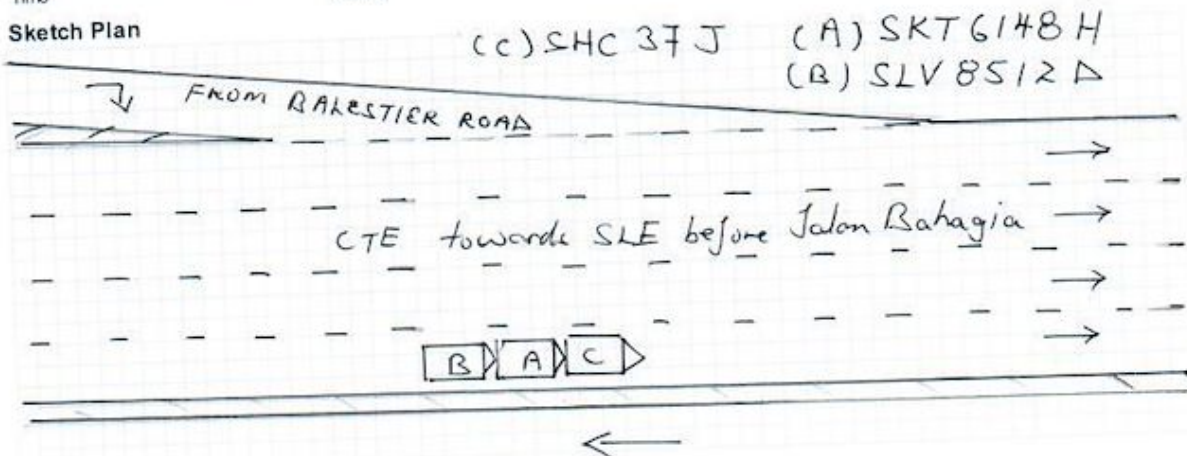 Sketch Plan
(C) SHC 37 J (A) SKT 6148 H
(B) SLV 8512 D
FROM BALESTIER ROAD
CTE towards SLE before Jalan Bahagia
B A C